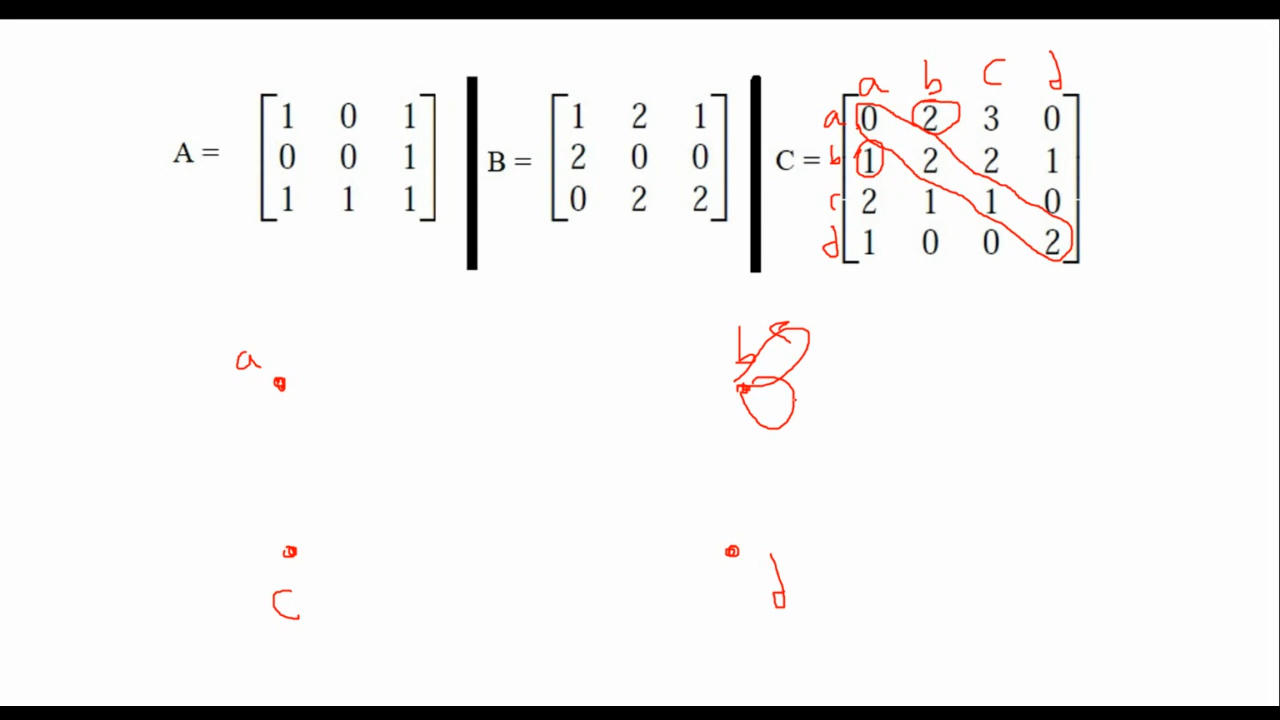 a b c d
A = [1 0 1] B = [1 2 1] C = a [0 2 3 0]
[0 0 1] [2 0 0] b [1 2 2 1]
[1 1 1] [0 2 2] c [2 1 1 0]
d [1 0 0 2]
a b
c d